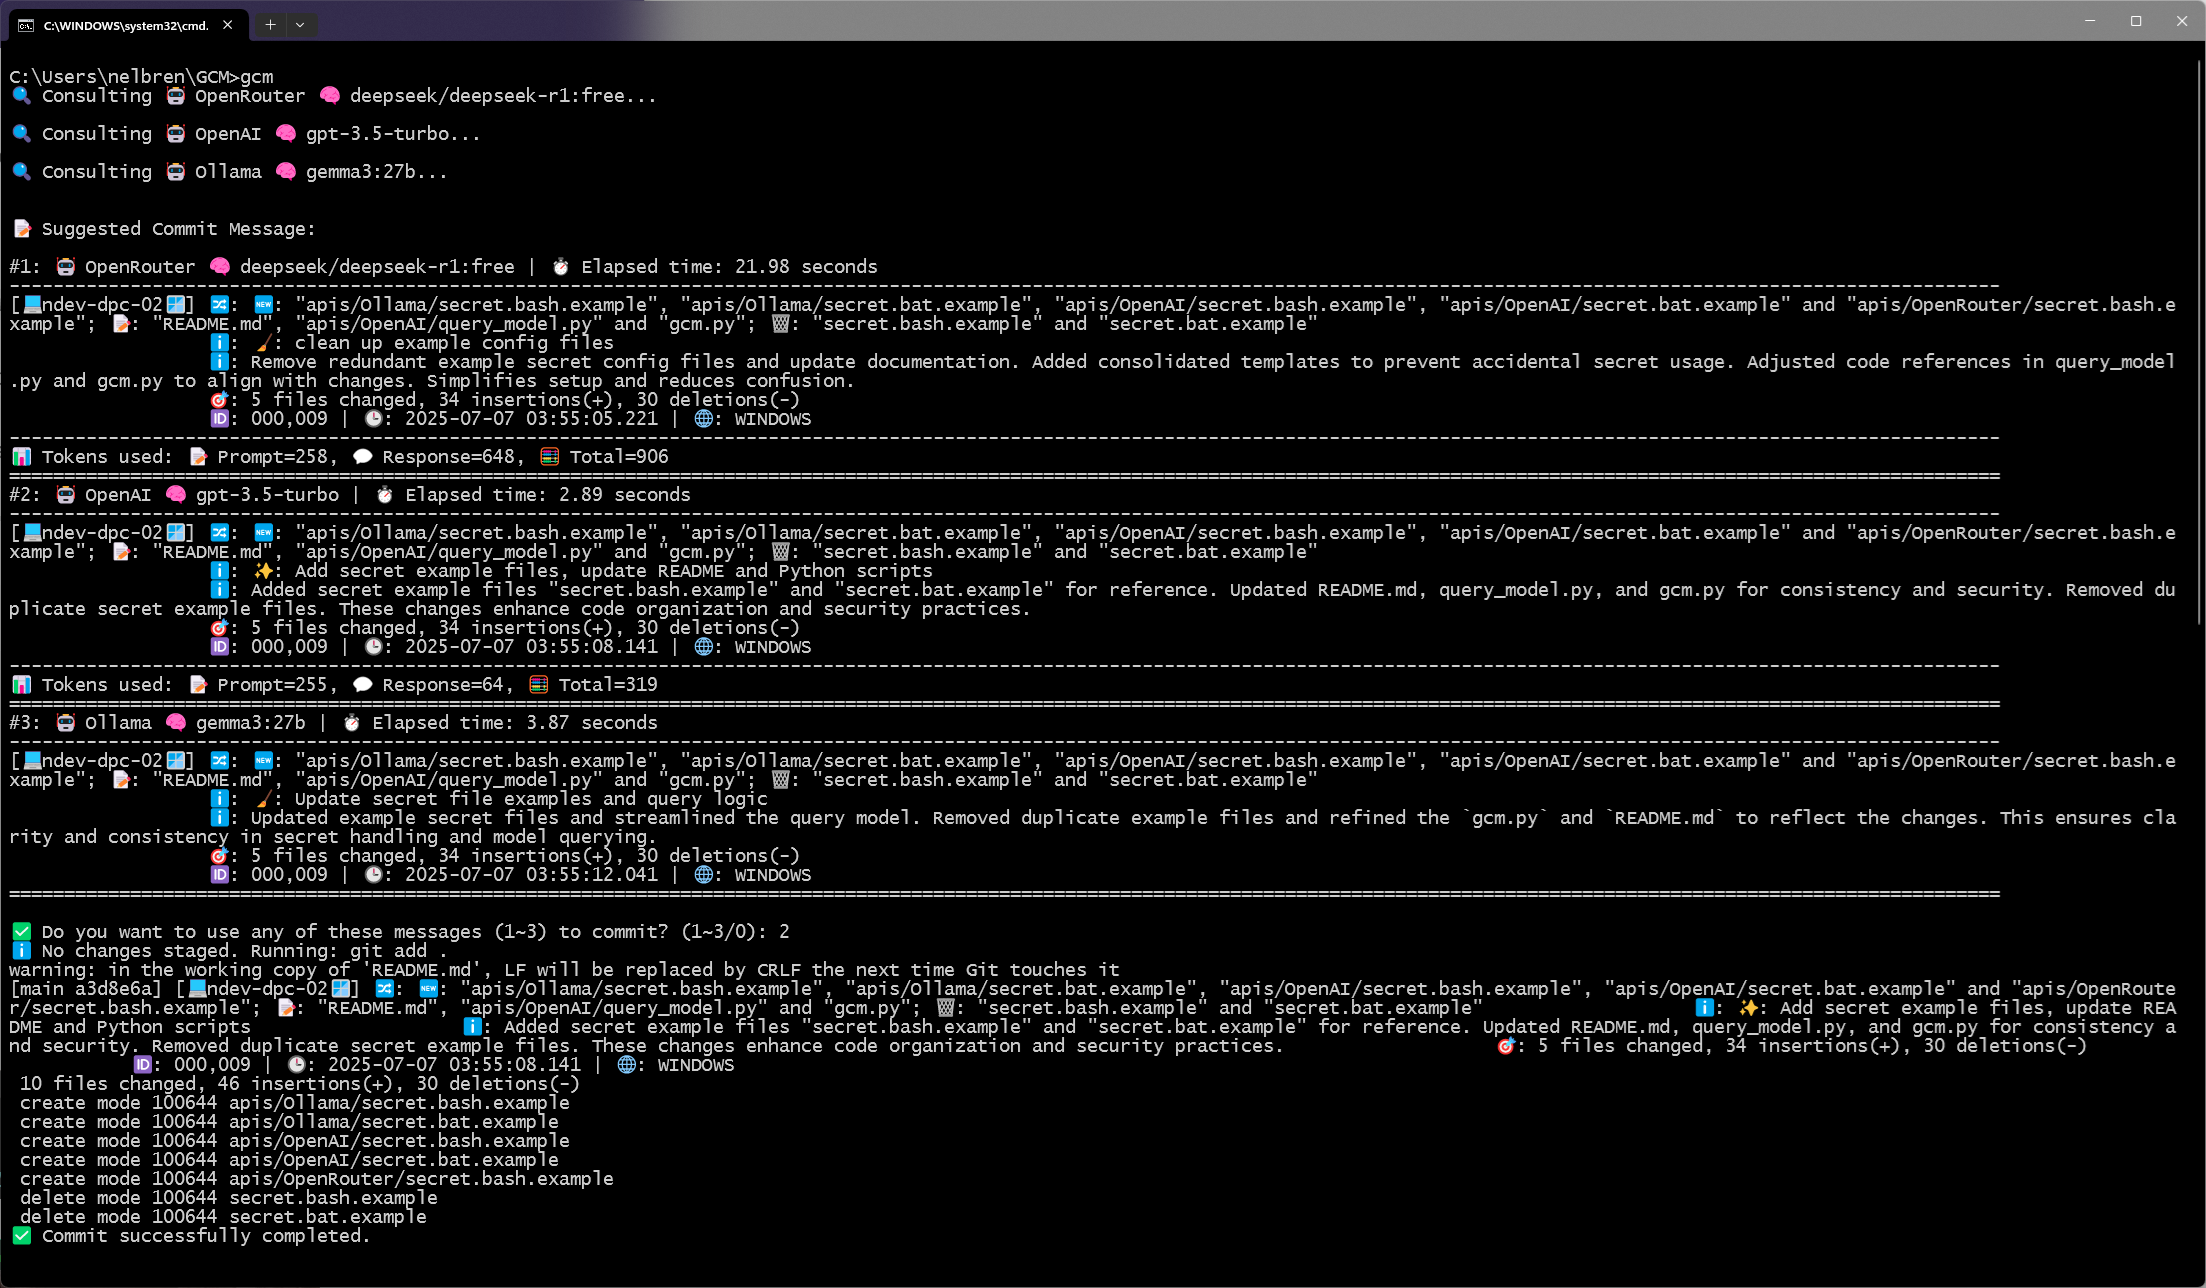 C:\WINDOWS\system32\cmd.
C:\Users\nelbren\GCM>gcm
🔍 Consulting 🤖 OpenRouter 🧠 deepseek/deepseek-r1:free...
🔍 Consulting 🤖 OpenAI 🧠 gpt-3.5-turbo...
🔍 Consulting 🤖 Ollama 🧠 gemma3:27b...
📝 Suggested Commit Message:
#1: 🤖 OpenRouter 🧠 deepseek/deepseek-r1:free | ⏱️ Elapsed time: 21.98 seconds
[💻ndev-dpc-02🪟] 🔀: 🆕: "apis/Ollama/secret.bash.example", "apis/Ollama/secret.bat.example", "apis/OpenAI/secret.bash.example", "apis/OpenAI/secret.bat.example" and "apis/OpenRouter/secret.bash.e
xample"; 📝: "README.md", "apis/OpenAI/query_model.py" and "gcm.py"; 🗑️: "secret.bash.example" and "secret.bat.example"
ℹ️: 🧹: clean up example config files
ℹ️: Remove redundant example secret config files and update documentation. Added consolidated templates to prevent accidental secret usage. Adjusted code references in query_model
.py and gcm.py to align with changes. Simplifies setup and reduces confusion.
🎯: 5 files changed, 34 insertions(+), 30 deletions(-)
🆔: 000,009 | 🕒: 2025-07-07 03:55:05.221 | 🌐: WINDOWS
📊 Tokens used: 📝 Prompt=258, 💬 Response=648, 🧮 Total=906
#2: 🤖 OpenAI 🧠 gpt-3.5-turbo | ⏱️ Elapsed time: 2.89 seconds
[💻ndev-dpc-02🪟] 🔀: 🆕: "apis/Ollama/secret.bash.example", "apis/Ollama/secret.bat.example", "apis/OpenAI/secret.bash.example", "apis/OpenAI/secret.bat.example" and "apis/OpenRouter/secret.bash.e
xample"; 📝: "README.md", "apis/OpenAI/query_model.py" and "gcm.py"; 🗑️: "secret.bash.example" and "secret.bat.example"
ℹ️: ✨: Add secret example files, update README and Python scripts
ℹ️: Added secret example files "secret.bash.example" and "secret.bat.example" for reference. Updated README.md, query_model.py, and gcm.py for consistency and security. Removed du
plicate secret example files. These changes enhance code organization and security practices.
🎯: 5 files changed, 34 insertions(+), 30 deletions(-)
🆔: 000,009 | 🕒: 2025-07-07 03:55:08.141 | 🌐: WINDOWS
📊 Tokens used: 📝 Prompt=255, 💬 Response=64, 🧮 Total=319
#3: 🤖 Ollama 🧠 gemma3:27b | ⏱️ Elapsed time: 3.87 seconds
[💻ndev-dpc-02🪟] 🔀: 🆕: "apis/Ollama/secret.bash.example", "apis/Ollama/secret.bat.example", "apis/OpenAI/secret.bash.example", "apis/OpenAI/secret.bat.example" and "apis/OpenRouter/secret.bash.e
xample"; 📝: "README.md", "apis/OpenAI/query_model.py" and "gcm.py"; 🗑️: "secret.bash.example" and "secret.bat.example"
ℹ️: 🧹: Update secret file examples and query logic
ℹ️: Updated example secret files and streamlined the query model. Removed duplicate example files and refined the `gcm.py` and `README.md` to reflect the changes. This ensures cla
rity and consistency in secret handling and model querying.
🎯: 5 files changed, 34 insertions(+), 30 deletions(-)
🆔: 000,009 | 🕒: 2025-07-07 03:55:12.041 | 🌐: WINDOWS
✅ Do you want to use any of these messages (1~3) to commit? (1~3/0): 2
ℹ️ No changes staged. Running: git add .
warning: in the working copy of 'README.md', LF will be replaced by CRLF the next time Git touches it
[main a3d8e6a] [💻ndev-dpc-02🪟] 🔀: 🆕: "apis/Ollama/secret.bash.example", "apis/Ollama/secret.bat.example", "apis/OpenAI/secret.bash.example", "apis/OpenAI/secret.bat.example" and "apis/OpenRoute
r/secret.bash.example"; 📝: "README.md", "apis/OpenAI/query_model.py" and "gcm.py"; 🗑️: "secret.bash.example" and "secret.bat.example" ℹ️: ✨: Add secret example files, update REA
DME and Python scripts ℹ️: Added secret example files "secret.bash.example" and "secret.bat.example" for reference. Updated README.md, query_model.py, and gcm.py for consistency a
nd security. Removed duplicate secret example files. These changes enhance code organization and security practices. 🎯: 5 files changed, 34 insertions(+), 30 deletions(-)
🆔: 000,009 | 🕒: 2025-07-07 03:55:08.141 | 🌐: WINDOWS
10 files changed, 46 insertions(+), 30 deletions(-)
create mode 100644 apis/Ollama/secret.bash.example
create mode 100644 apis/Ollama/secret.bat.example
create mode 100644 apis/OpenAI/secret.bash.example
create mode 100644 apis/OpenAI/secret.bat.example
create mode 100644 apis/OpenRouter/secret.bash.example
delete mode 100644 secret.bash.example
delete mode 100644 secret.bat.example
✅ Commit successfully completed.